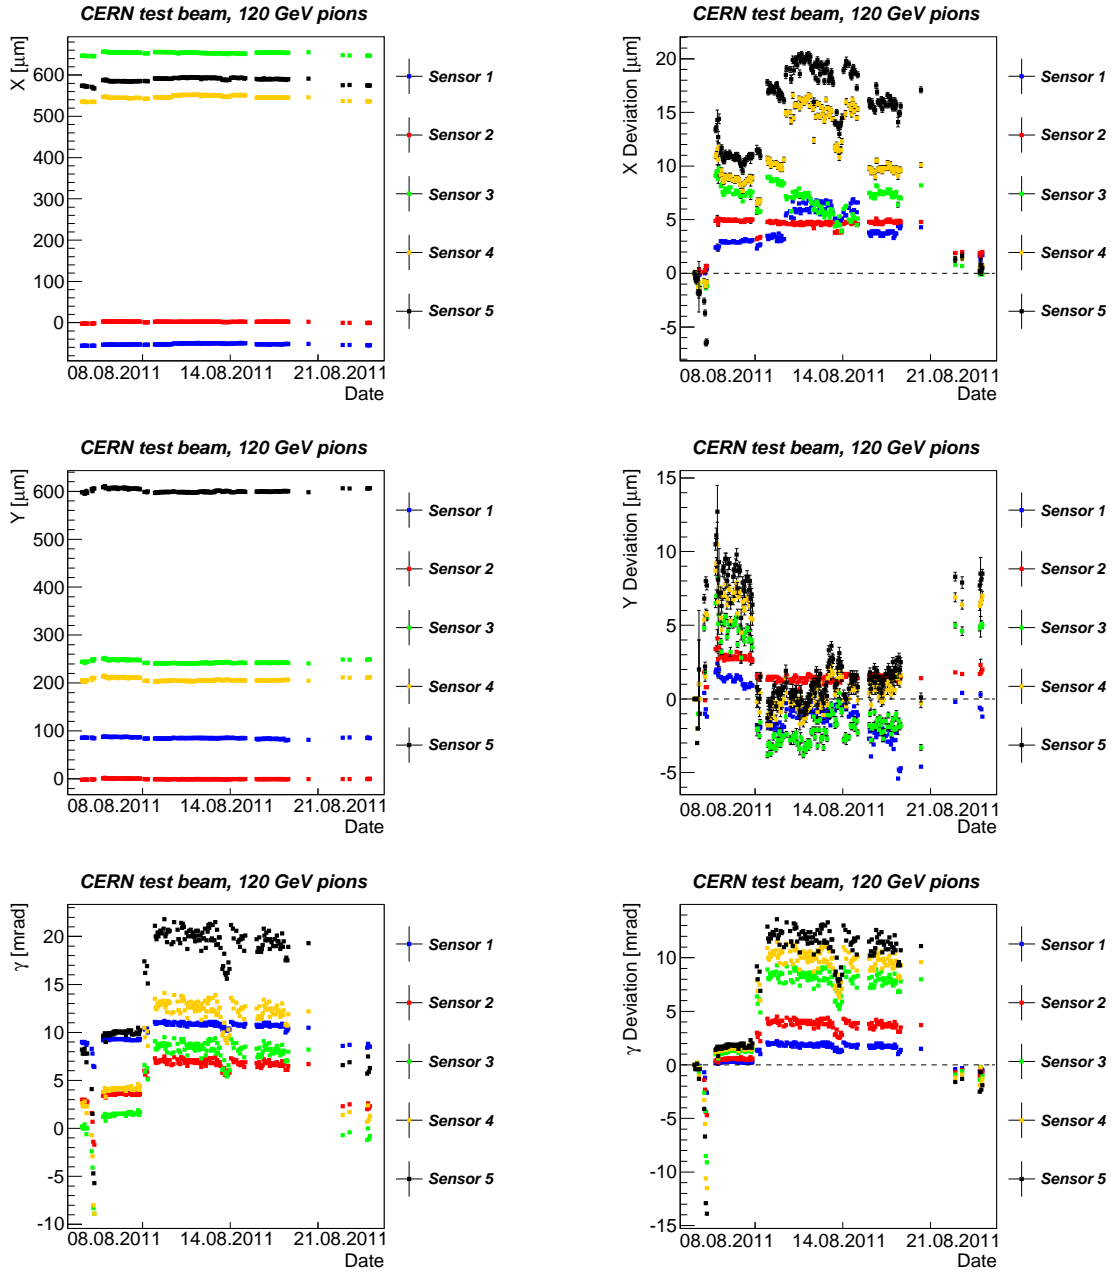 CERN test beam, 120 GeV pions
X [μm]
600
500
400
300
200
100
0
08.08.2011
14.08.2011
21.08.2011
Date
Sensor 1
Sensor 2
Sensor 3
Sensor 4
Sensor 5
CERN test beam, 120 GeV pions
X Deviation [μm]
20
15
10
5
0
-5
08.08.2011
14.08.2011
21.08.2011
Date
Sensor 1
Sensor 2
Sensor 3
Sensor 4
Sensor 5
CERN test beam, 120 GeV pions
Y [μm]
600
500
400
300
200
100
0
08.08.2011
14.08.2011
21.08.2011
Date
Sensor 1
Sensor 2
Sensor 3
Sensor 4
Sensor 5
CERN test beam, 120 GeV pions
Y Deviation [μm]
15
10
5
0
-5
08.08.2011
14.08.2011
21.08.2011
Date
Sensor 1
Sensor 2
Sensor 3
Sensor 4
Sensor 5
CERN test beam, 120 GeV pions
γ [mrad]
20
15
10
5
0
-5
-10
08.08.2011
14.08.2011
21.08.2011
Date
Sensor 1
Sensor 2
Sensor 3
Sensor 4
Sensor 5
CERN test beam, 120 GeV pions
γ Deviation [mrad]
10
5
0
-5
-10
-15
08.08.2011
14.08.2011
21.08.2011
Date
Sensor 1
Sensor 2
Sensor 3
Sensor 4
Sensor 5